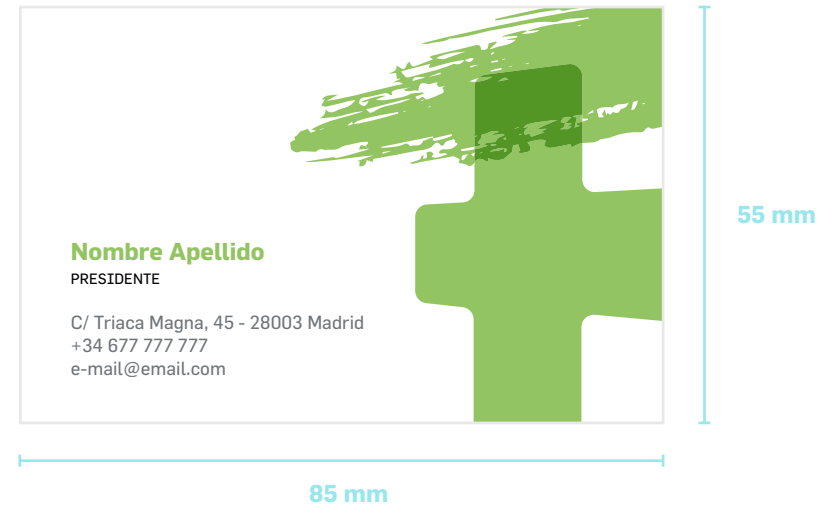 Nombre Apellido
PRESIDENTE
C/ Triaca Magna, 45 - 28003 Madrid
+34 677 777 777
e-mail@email.com
55 mm
85 mm